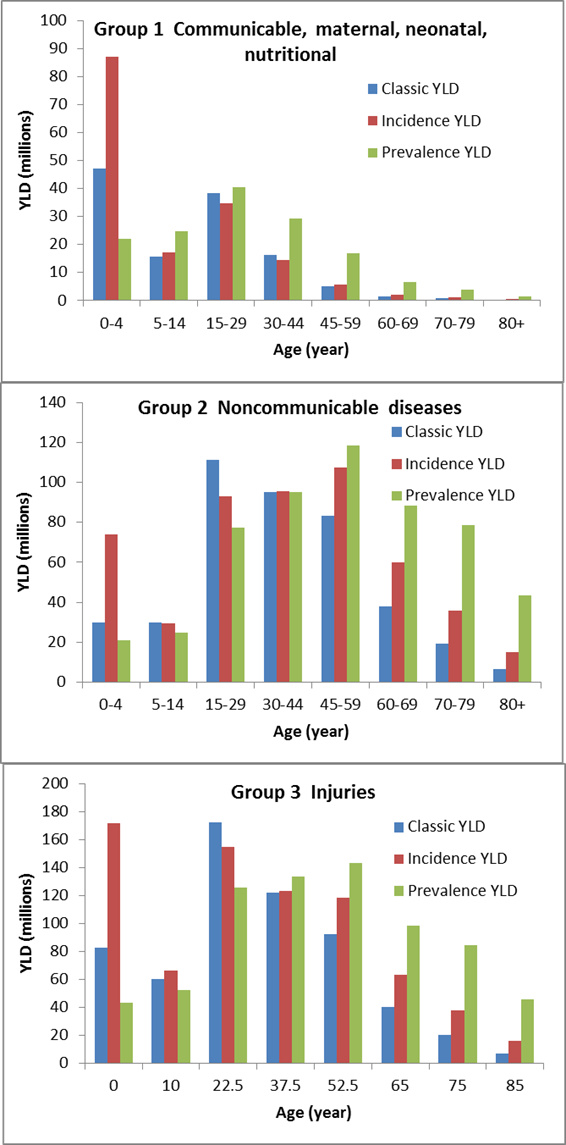 Group 1 Communicable, maternal, neonatal,
nutritional
Classic YLD
Incidence YLD
Prevalence YLD
YLD (millions)
100
90
80
70
60
50
40
30
20
10
0
0-4 5-14 15-29 30-44 45-59 60-69 70-79 80+
Age (year)
Group 2 Noncommunicable diseases
Classic YLD
Incidence YLD
Prevalence YLD
YLD (millions)
140
120
100
80
60
40
20
0
0-4 5-14 15-29 30-44 45-59 60-69 70-79 80+
Age (year)
Group 3 Injuries
Classic YLD
Incidence YLD
Prevalence YLD
YLD (millions)
200
180
160
140
120
100
80
60
40
20
0
0 10 22.5 37.5 52.5 65 75 85
Age (year)